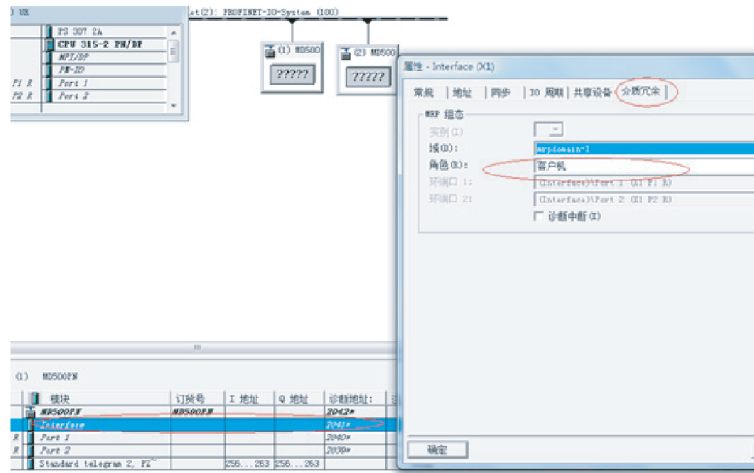 ) UX
PS 307 2A
CPU 315-2 PN/DP
MPI/DP
PN-IO
P1 R Port 1
P2 R Port 2
et(2): PROFINET-IO-System (100)
(1) MD500
?????
(2) MD500
?????
属性 - Interface (X1)
常规 地址 同步 IO 周期 共享设备 介质冗余
MRP 组态
实例(I)
域(D):
mrpdomain-1
角色(R):
客户机
环端口 1:
(Interface)\Port 1 (X1 P1 R)
环端口 2:
(Interface)\Port 2 (X1 P2 R)
诊断中断(I)
确定
(1) MD500PN
模块 订货号 I 地址 Q 地址 诊断地址:
MD500PN MD500PN 2042*
Interface 2041*
R Port 1 2040*
R Port 2 2039*
Standard telegram 2, PZ 256...263 256...263